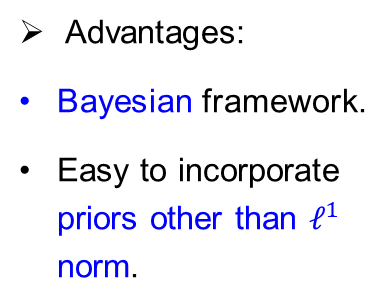 ➢ Advantages:
• Bayesian framework.
• Easy to incorporate
priors other than ℓ¹
norm.